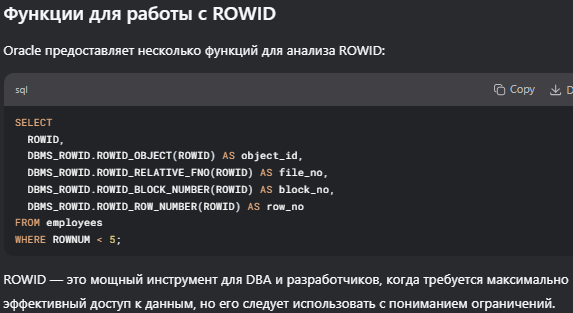 Функции для работы с ROWID
Oracle предоставляет несколько функций для анализа ROWID:
sql Copy D
SELECT
ROWID,
DBMS_ROWID.ROWID_OBJECT(ROWID) AS object_id,
DBMS_ROWID.ROWID_RELATIVE_FNO(ROWID) AS file_no,
DBMS_ROWID.ROWID_BLOCK_NUMBER(ROWID) AS block_no,
DBMS_ROWID.ROWID_ROW_NUMBER(ROWID) AS row_no
FROM employees
WHERE ROWNUM < 5;
ROWID — это мощный инструмент для DBA и разработчиков, когда требуется максимально
эффективный доступ к данным, но его следует использовать с пониманием ограничений.